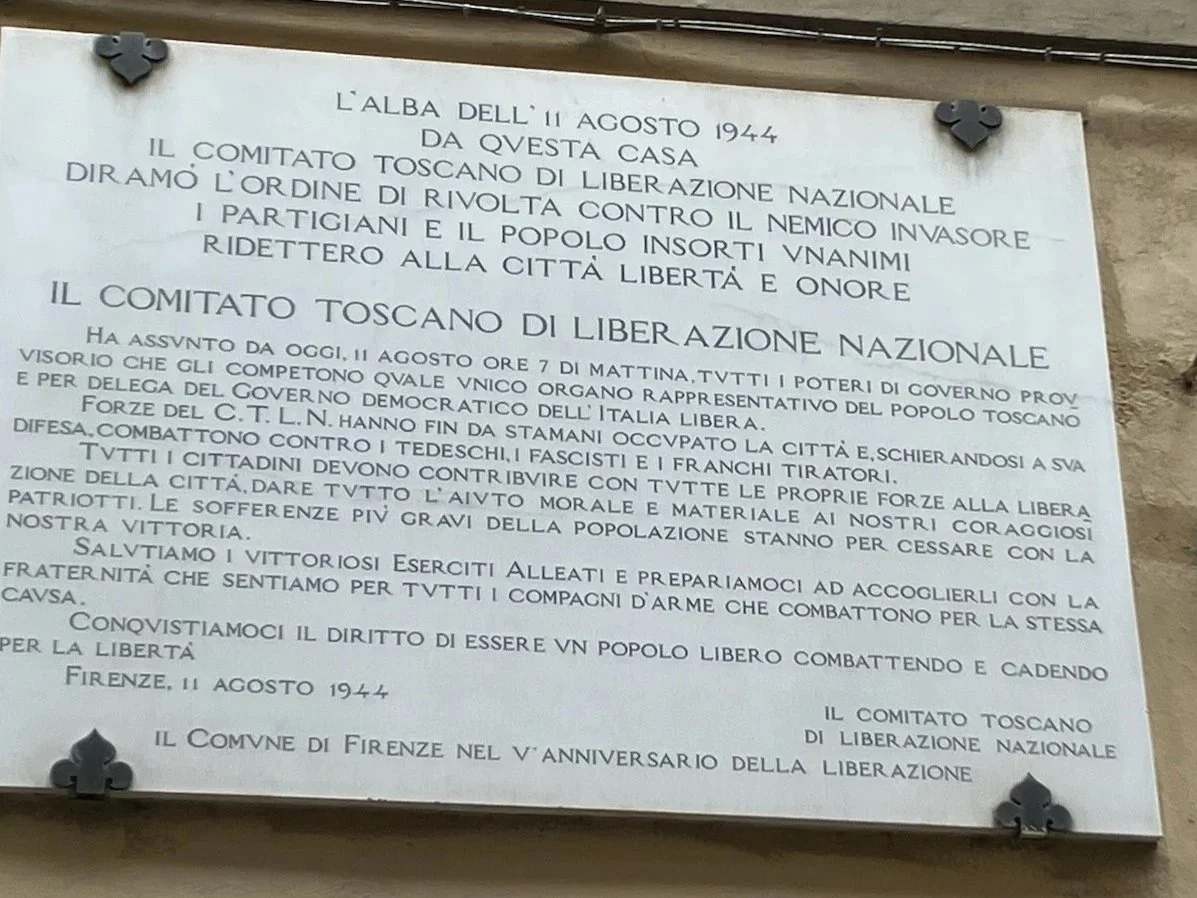 L'ALBA DELL' 11 AGOSTO 1944
DA QVESTA CASA
IL COMITATO TOSCANO DI LIBERAZIONE NAZIONALE
DIRAMÒ L'ORDINE DI RIVOLTA CONTRO IL NEMICO INVASORE
I PARTIGIANI E IL POPOLO INSORTI VNANIMI
RIDETTERO ALLA CITTÀ LIBERTÀ E ONORE
IL COMITATO TOSCANO DI LIBERAZIONE NAZIONALE
HA ASSVNTO DA OGGI, 11 AGOSTO ORE 7 DI MATTINA, TVTTI I POTERI DI GOVERNO PROV
VISORIO CHE GLI COMPETONO QVALE VNICO ORGANO RAPPRESENTATIVO DEL POPOLO TOSCANO
E PER DELEGA DEL GOVERNO DEMOCRATICO DELL'ITALIA LIBERA.
FORZE DEL C.T.L.N. HANNO FIN DA STAMANI OCCVPATO LA CITTÀ E, SCHIERANDOSI A SVA
DIFESA, COMBATTONO CONTRO I TEDESCHI, I FASCISTI E I FRANCHI TIRATORI.
TVTTI I CITTADINI DEVONO CONTRIBVIRE CON TVTTE LE PROPRIE FORZE ALLA LIBERA
ZIONE DELLA CITTÀ, DARE TVTTO L'AIVTO MORALE E MATERIALE AI NOSTRI CORAGGIOSI
PATRIOTTI. LE SOFFERENZE PIV̀ GRAVI DELLA POPOLAZIONE STANNO PER CESSARE CON LA
NOSTRA VITTORIA.
SALVTIAMO I VITTORIOSI ESERCITI ALLEATI E PREPARIAMOCI AD ACCOGLIERLI CON LA
FRATERNITÀ CHE SENTIAMO PER TVTTI I COMPAGNI D'ARME CHE COMBATTONO PER LA STESSA
CAVSA.
CONQVISTIAMOCI IL DIRITTO DI ESSERE VN POPOLO LIBERO COMBATTENDO E CADENDO
PER LA LIBERTÀ
FIRENZE, 11 AGOSTO 1944
IL COMITATO TOSCANO
DI LIBERAZIONE NAZIONALE
IL COMVNE DI FIRENZE NEL V° ANNIVERSARIO DELLA LIBERAZIONE